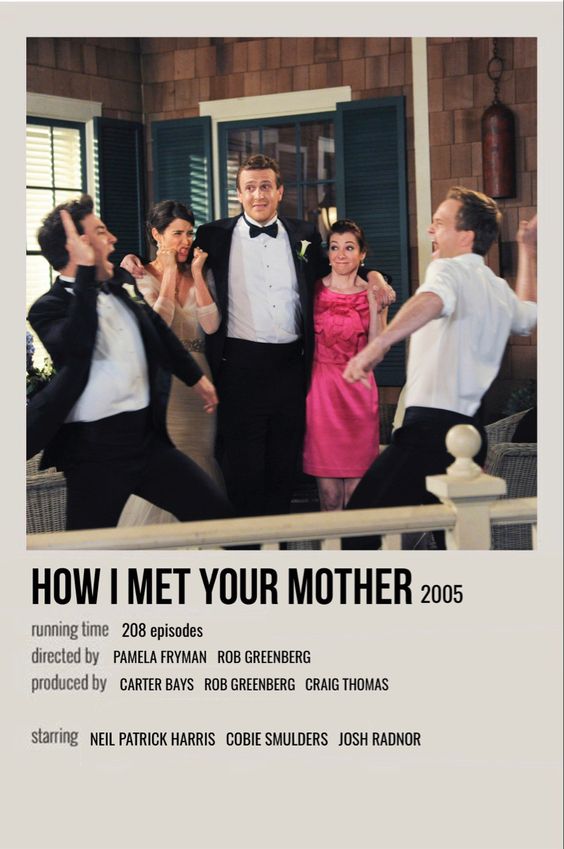 HOW I MET YOUR MOTHER 2005
running time 208 episodes
directed by PAMELA FRYMAN ROB GREENBERG
produced by CARTER BAYS ROB GREENBERG CRAIG THOMAS
starring NEIL PATRICK HARRIS COBIE SMULDERS JOSH RADNOR